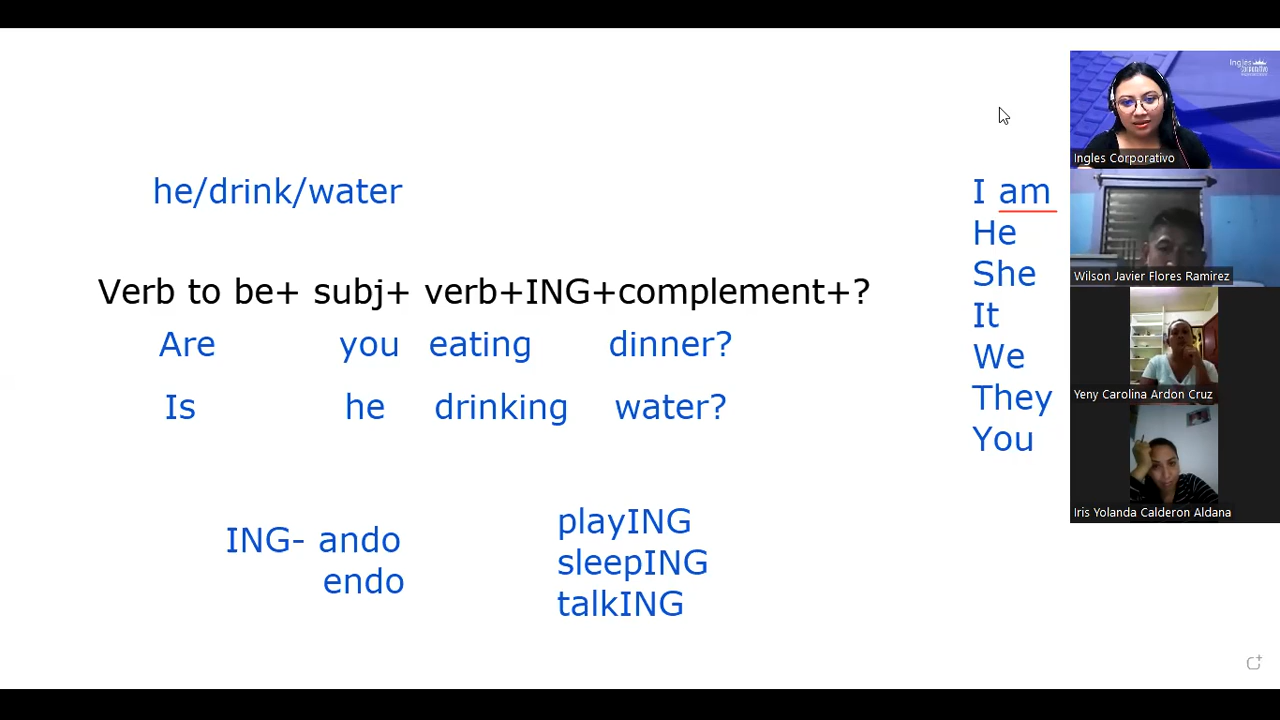 he/drink/water
Verb to be+ subj+ verb+ING+complement+?
Are you eating dinner?
Is he drinking water?
ING- ando
endo
playING
sleepING
talkING
I am
He
She
It
We
They
You
Ingles
Corporativo
Ingles Corporativo
Wilson Javier Flores Ramirez
Yeny Carolina Ardon Cruz
Iris Yolanda Calderon Aldana